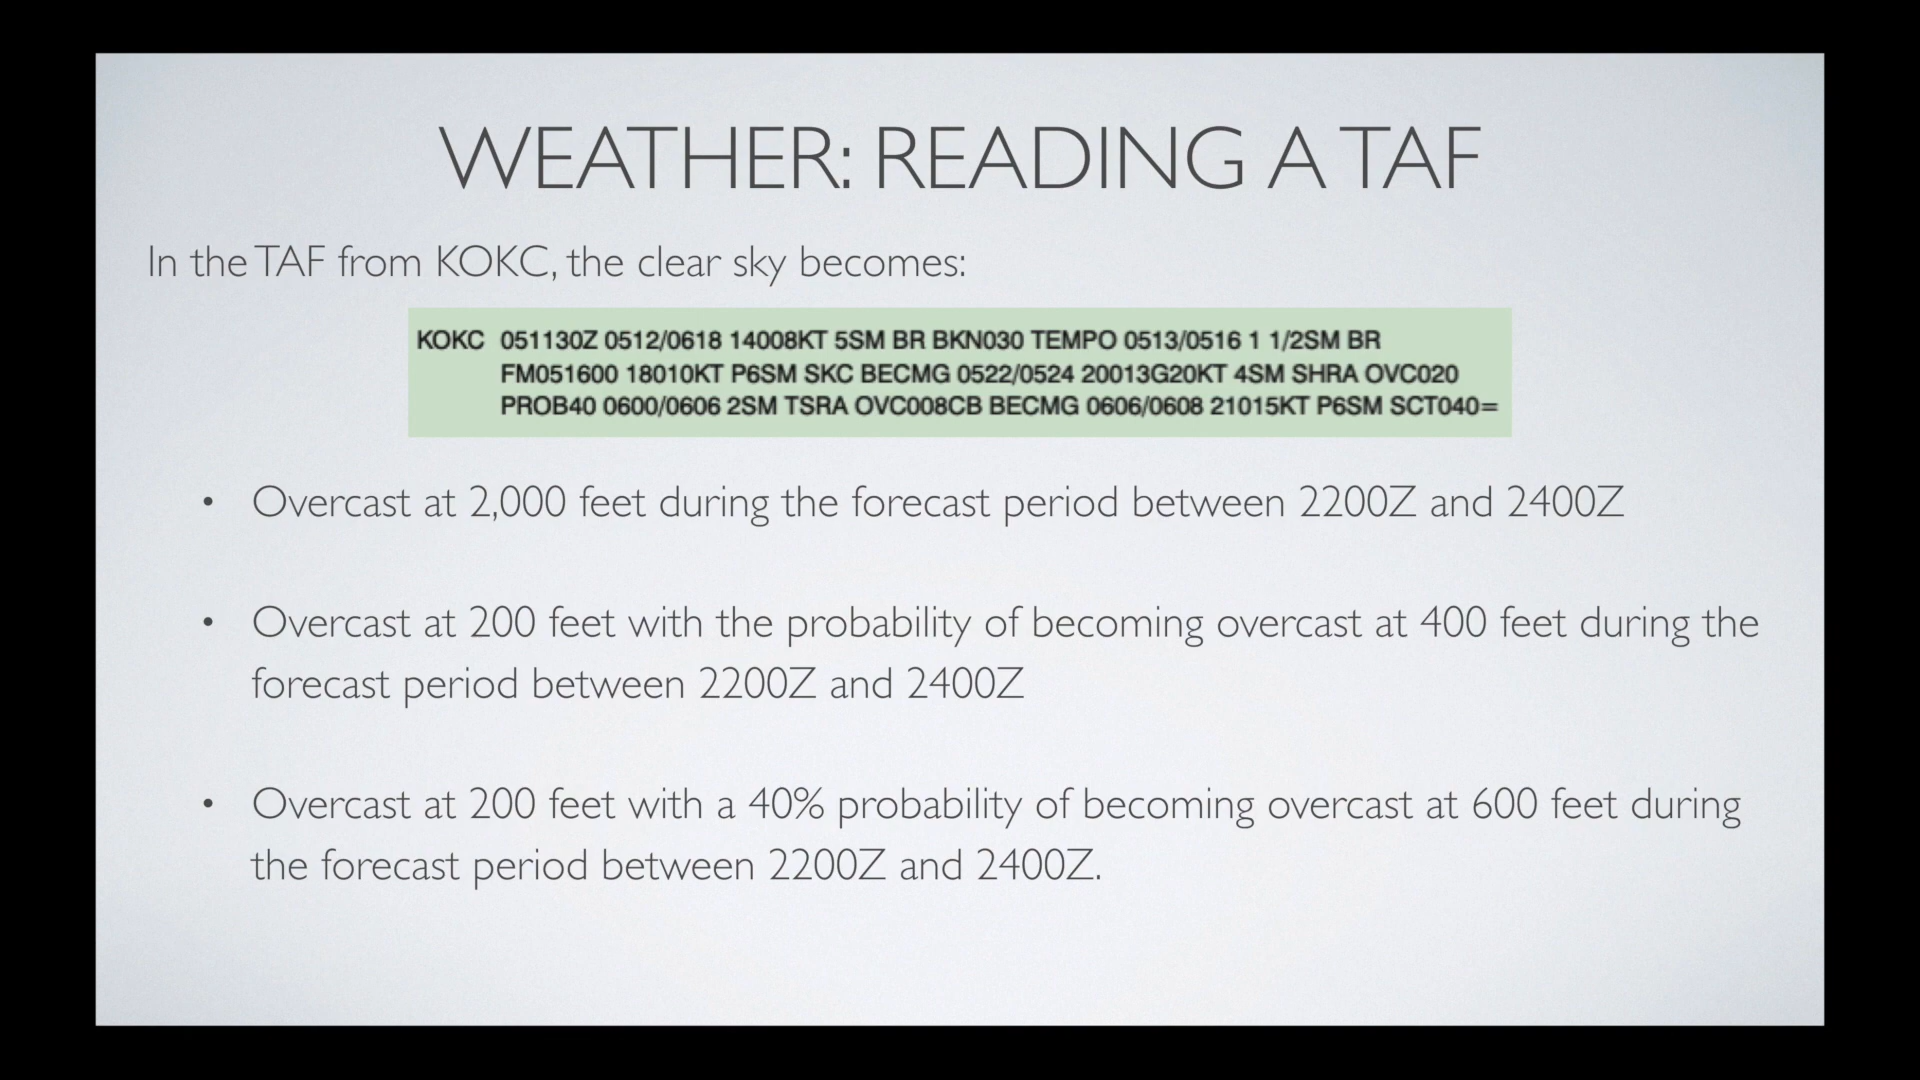 WEATHER: READING A TAF
In the TAF from KOKC, the clear sky becomes:
KOKC 051130Z 0512/0618 14008KT 5SM BR BKN030 TEMPO 0513/0516 1 1/2SM BR
FM051600 18010KT P6SM SKC BECMG 0522/0524 20013G20KT 4SM SHRA OVC020
PROB40 0600/0606 2SM TSRA OVC008CB BECMG 0606/0608 21015KT P6SM SCT040=
• Overcast at 2,000 feet during the forecast period between 2200Z and 2400Z
• Overcast at 200 feet with the probability of becoming overcast at 400 feet during the
forecast period between 2200Z and 2400Z
• Overcast at 200 feet with a 40% probability of becoming overcast at 600 feet during
the forecast period between 2200Z and 2400Z.